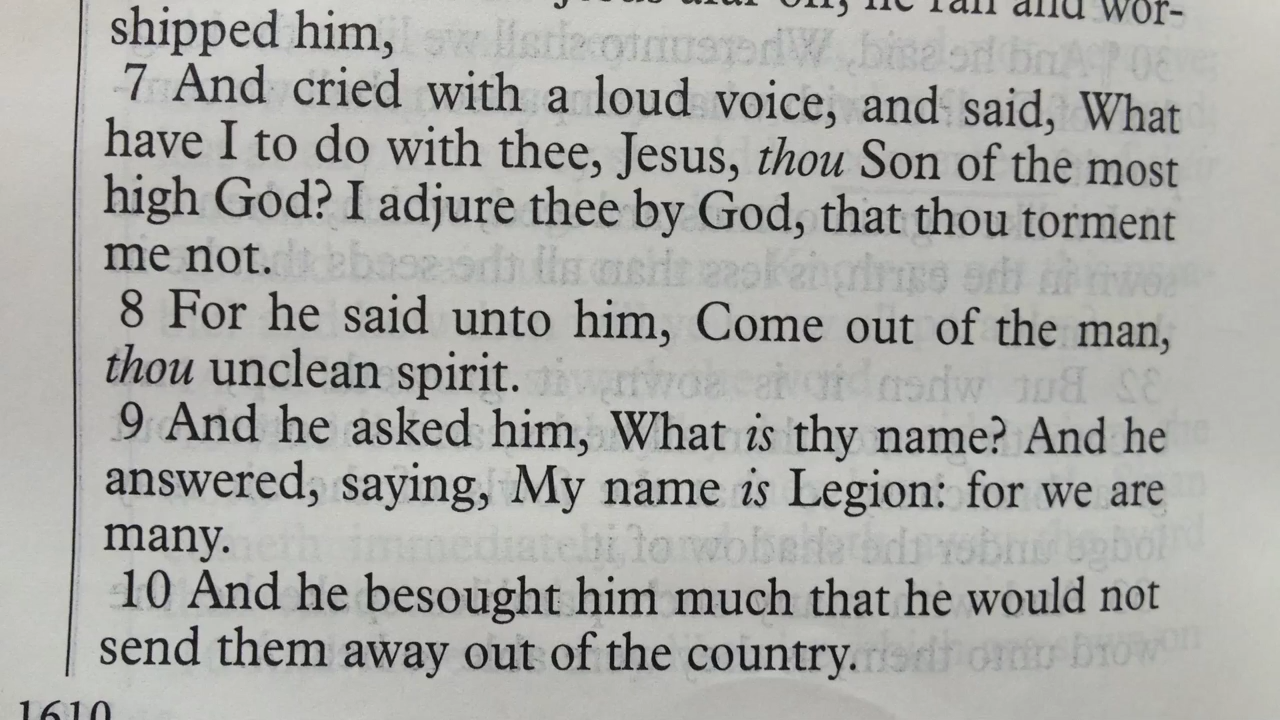 he ran and wor-
shipped him,
7 And cried with a loud voice, and said, What
have I to do with thee, Jesus, thou Son of the most
high God? I adjure thee by God, that thou torment
me not.
8 For he said unto him, Come out of the man,
thou unclean spirit.
9 And he asked him, What is thy name? And he
answered, saying, My name is Legion: for we are
many.
10 And he besought him much that he would not
send them away out of the country.
1610